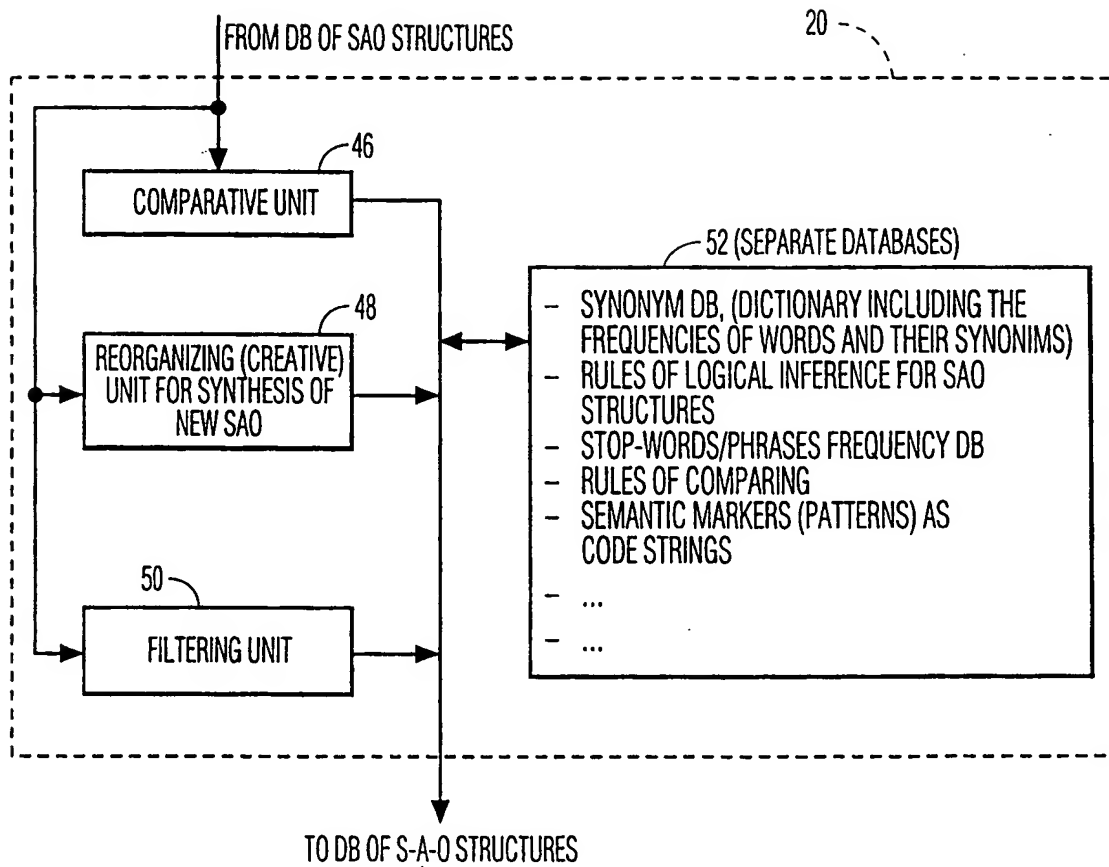 FROM DB OF SAO STRUCTURES
20
46
COMPARATIVE UNIT
52 (SEPARATE DATABASES)
- SYNONYM DB, (DICTIONARY INCLUDING THE
FREQUENCIES OF WORDS AND THEIR SYNONIMS)
- RULES OF LOGICAL INFERENCE FOR SAO
STRUCTURES
- STOP-WORDS/PHRASES FREQUENCY DB
- RULES OF COMPARING
- SEMANTIC MARKERS (PATTERNS) AS
CODE STRINGS
- ...
- ...
48
REORGANIZING (CREATIVE)
UNIT FOR SYNTHESIS OF
NEW SAO
50
FILTERING UNIT
TO DB OF S-A-O STRUCTURES